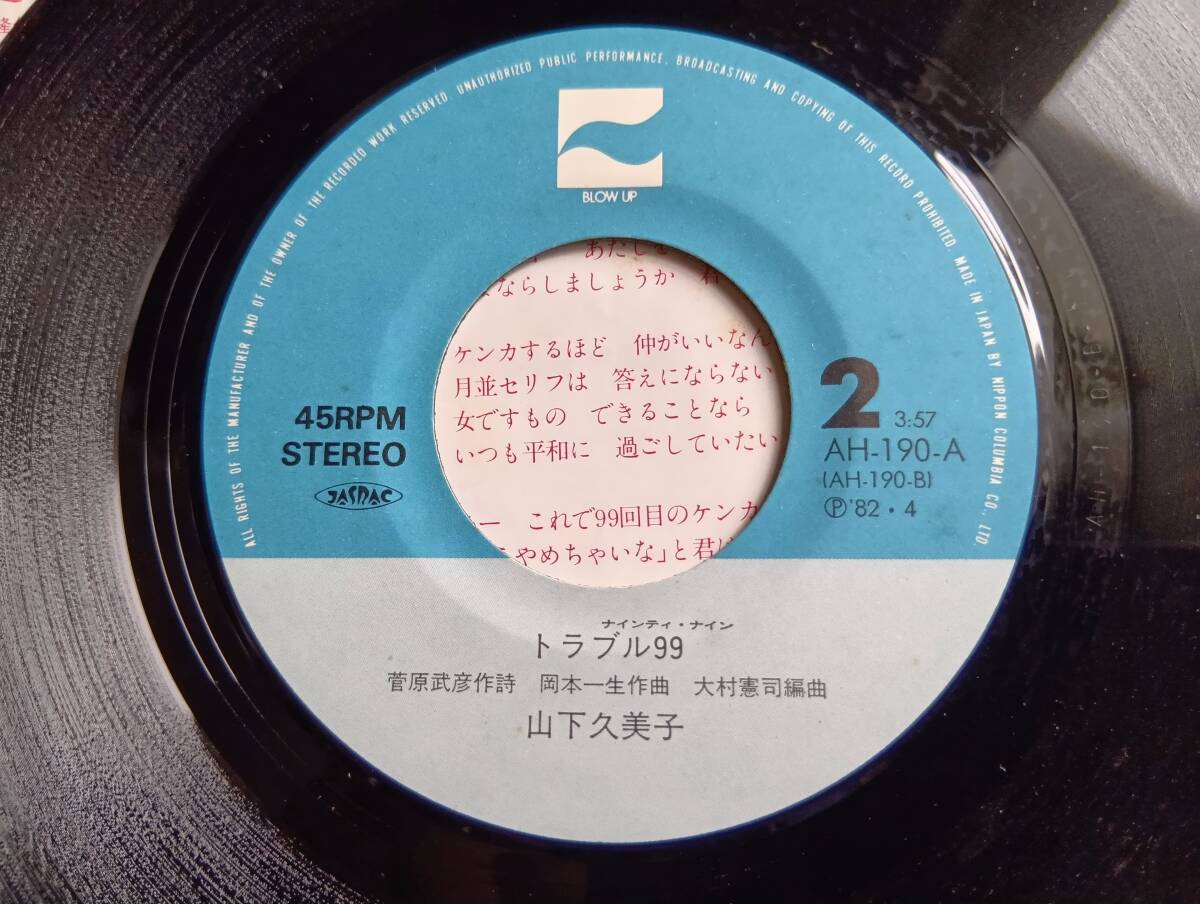 ALL RIGHTS OF THE MANUFACTURER AND OF THE OWNER OF THE RECORDED WORK RESERVED. UNAUTHORIZED PUBLIC PERFORMANCE, BROADCASTING AND COPYING OF THIS RECORD PROHIBITED. MADE IN JAPAN BY NIPPON COLUMBIA CO., LTD.
BLOW UP
あたしを
ならしましょうか
ケンカするほど 仲がいいなん
月並セリフは 答えにならない
女ですもの できることなら
いつも平和に 過ごしていたい
ー これで99回目のケンカ
やめちゃいな」と君は
45RPM
STEREO
JASRAC
2 3:57
AH-190-A
(AH-190-B)
Ⓟ'82・4
ナインティ・ナイン
トラブル99
菅原武彦作詩 岡本一生作曲 大村憲司編曲
山下久美子